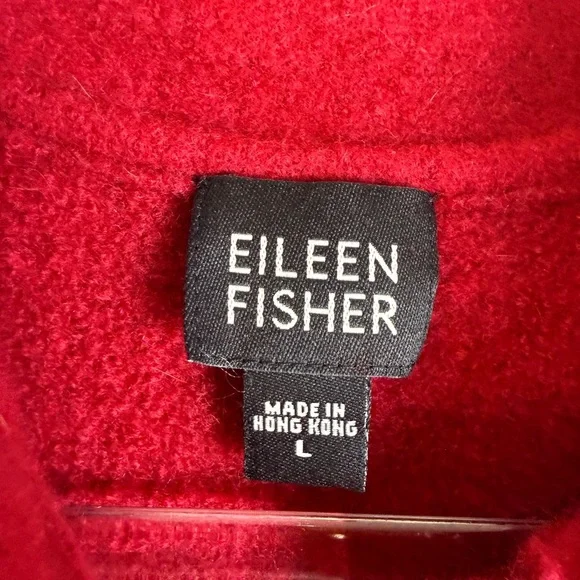 EILEEN
FISHER
MADE IN
HONG KONG
L